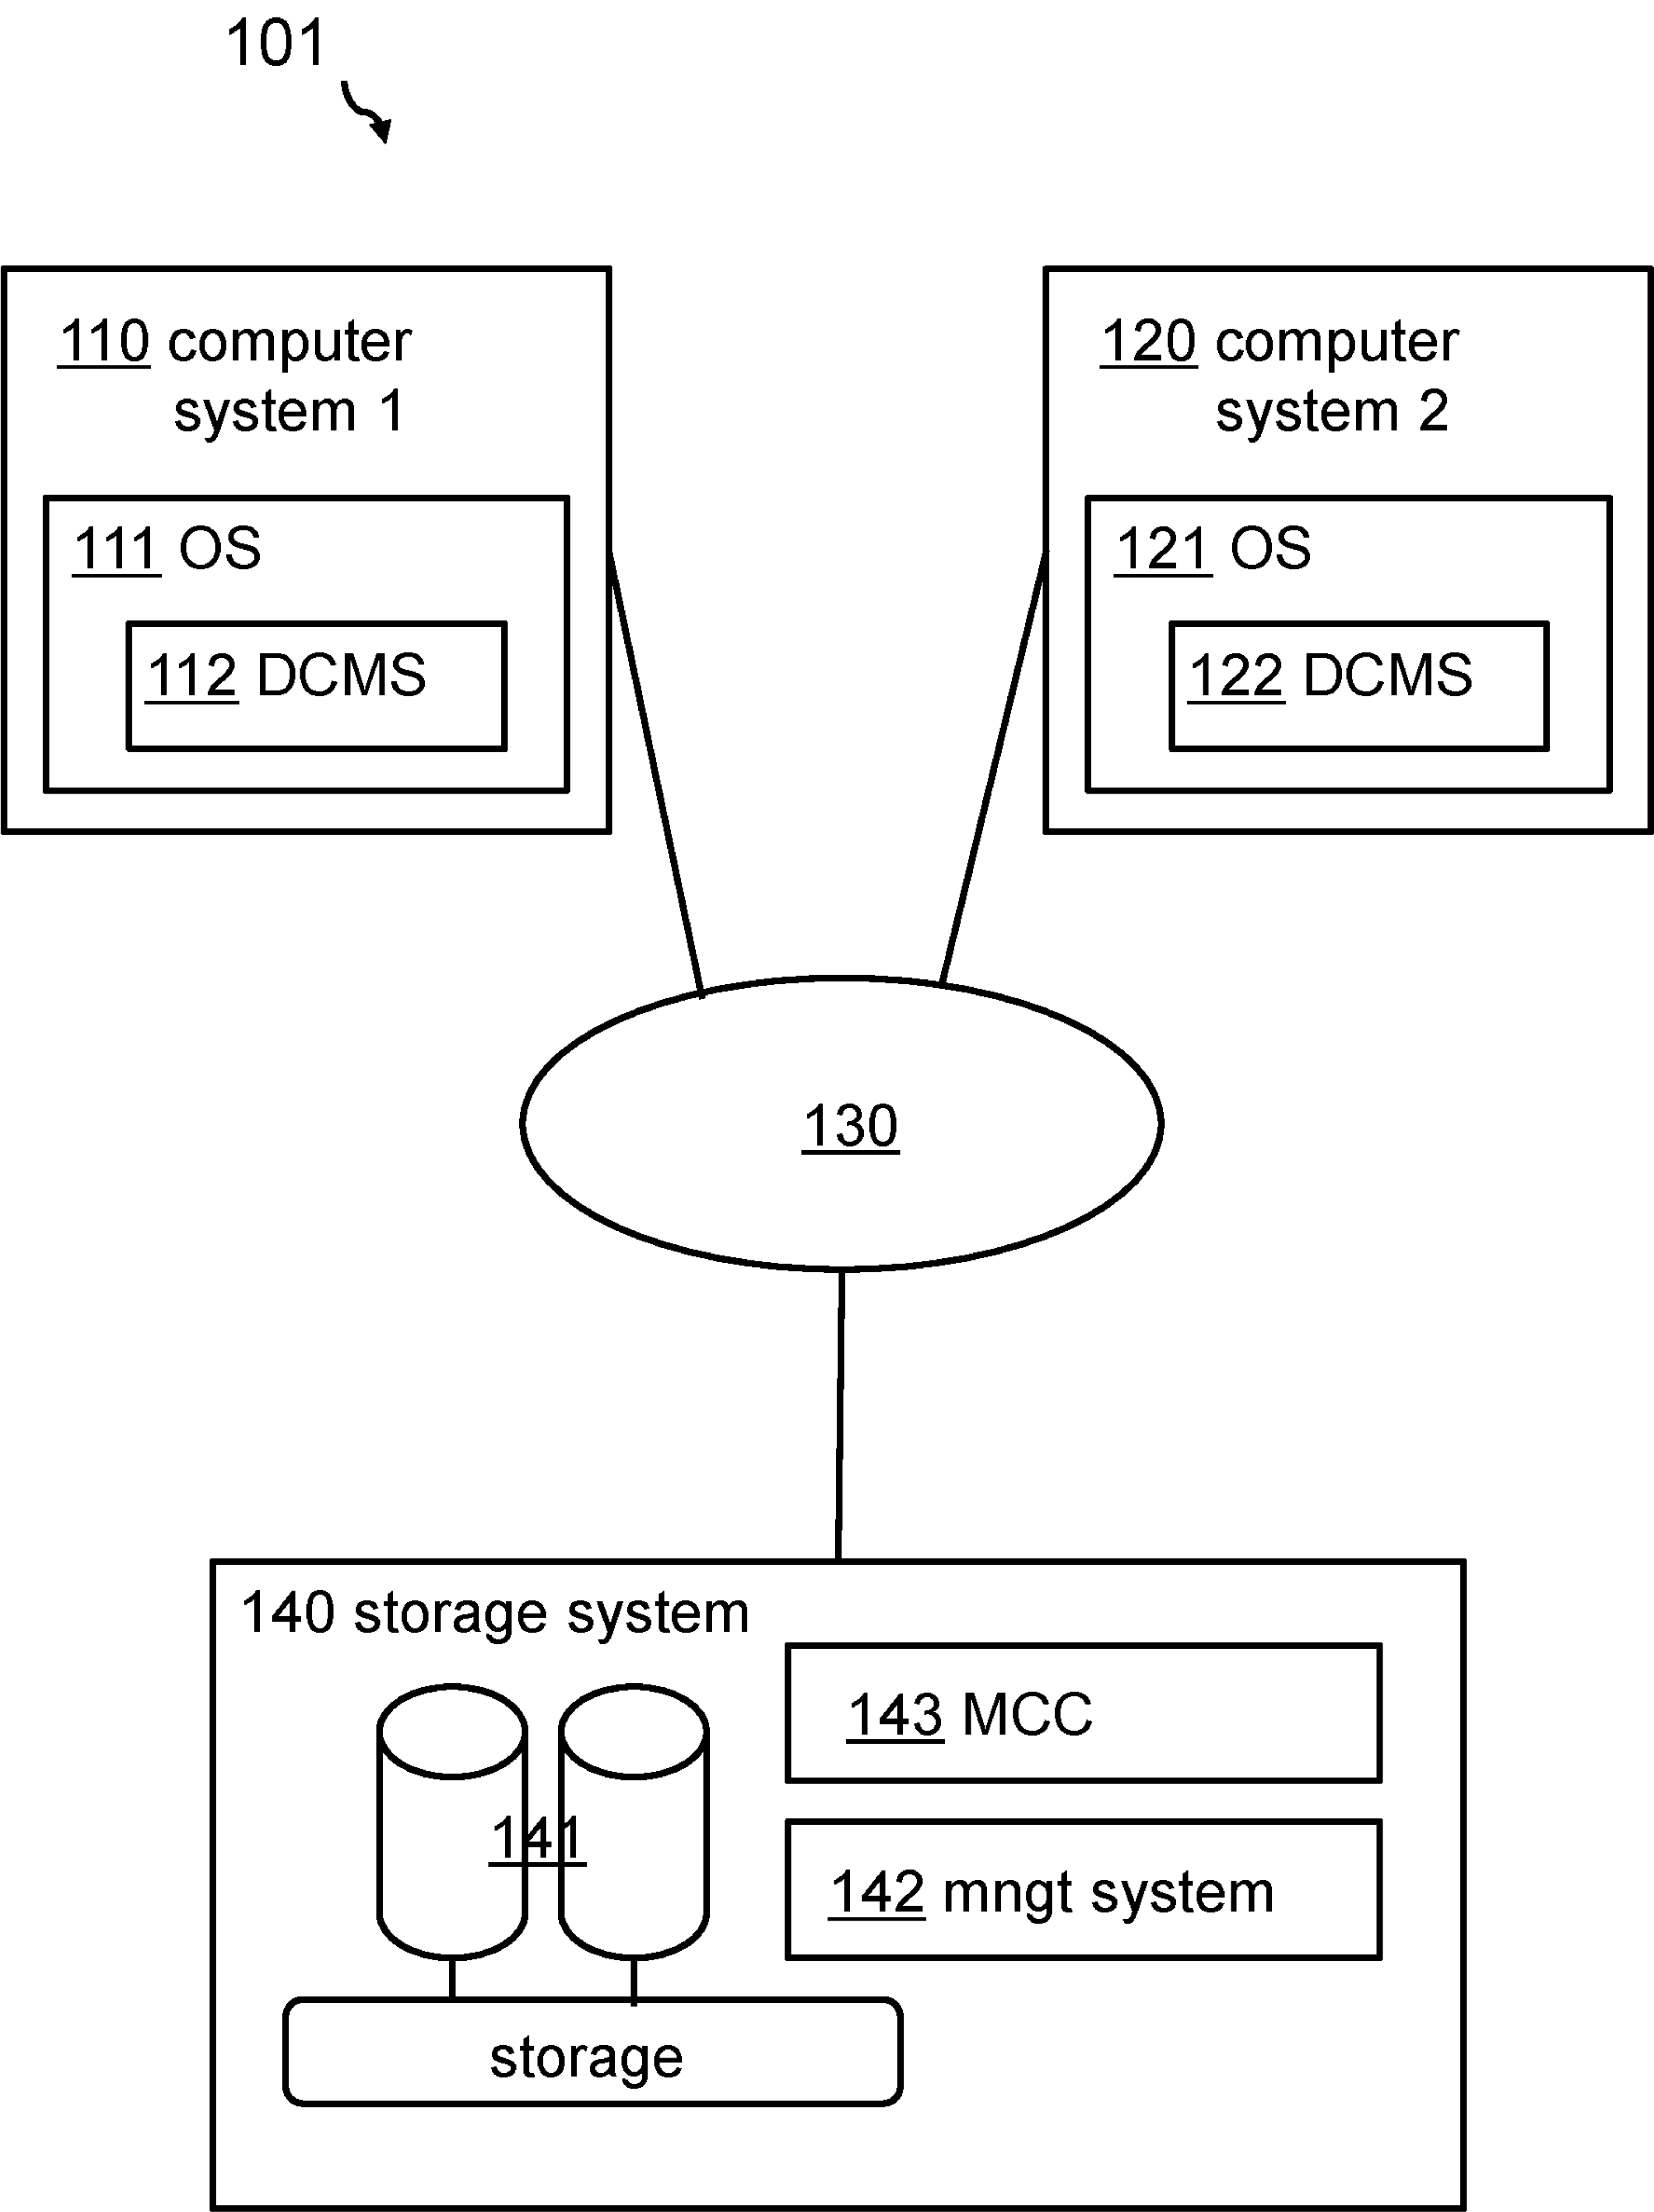 101
110 computer
system 1
111 OS
112 DCMS
120 computer
system 2
121 OS
122 DCMS
130
140 storage system
143 MCC
141
142 mngt system
storage